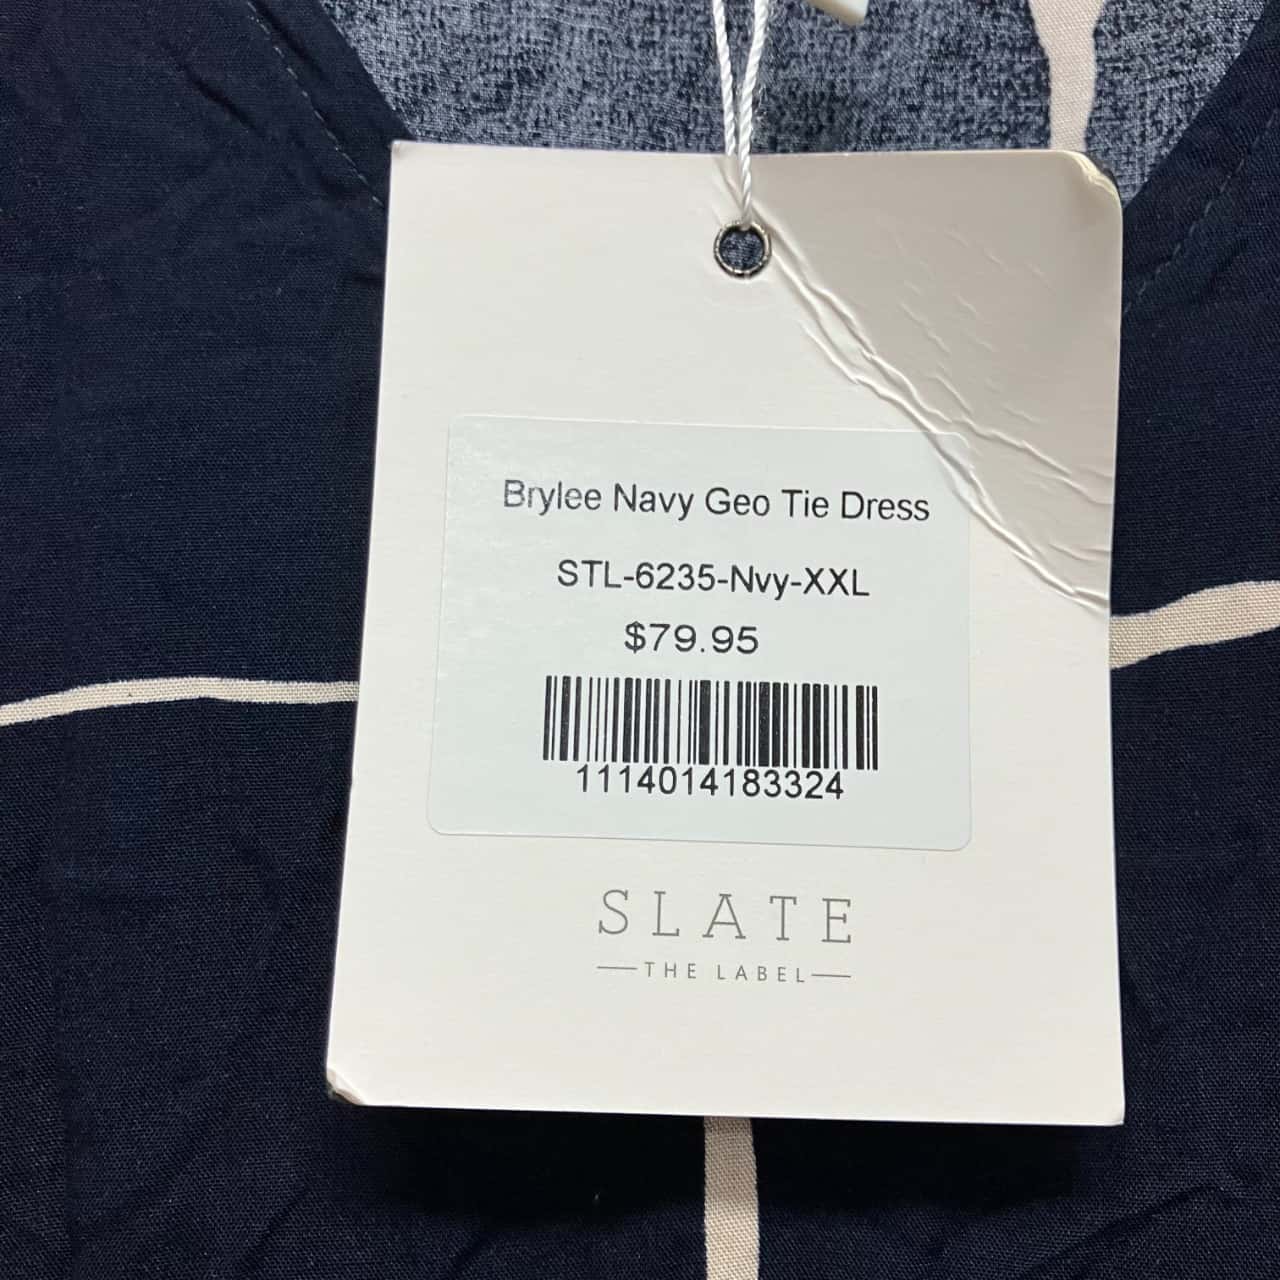 Brylee Navy Geo Tie Dress
STL-6235-Nvy-XXL
$79.95
1114014183324
SLATE
THE LABEL